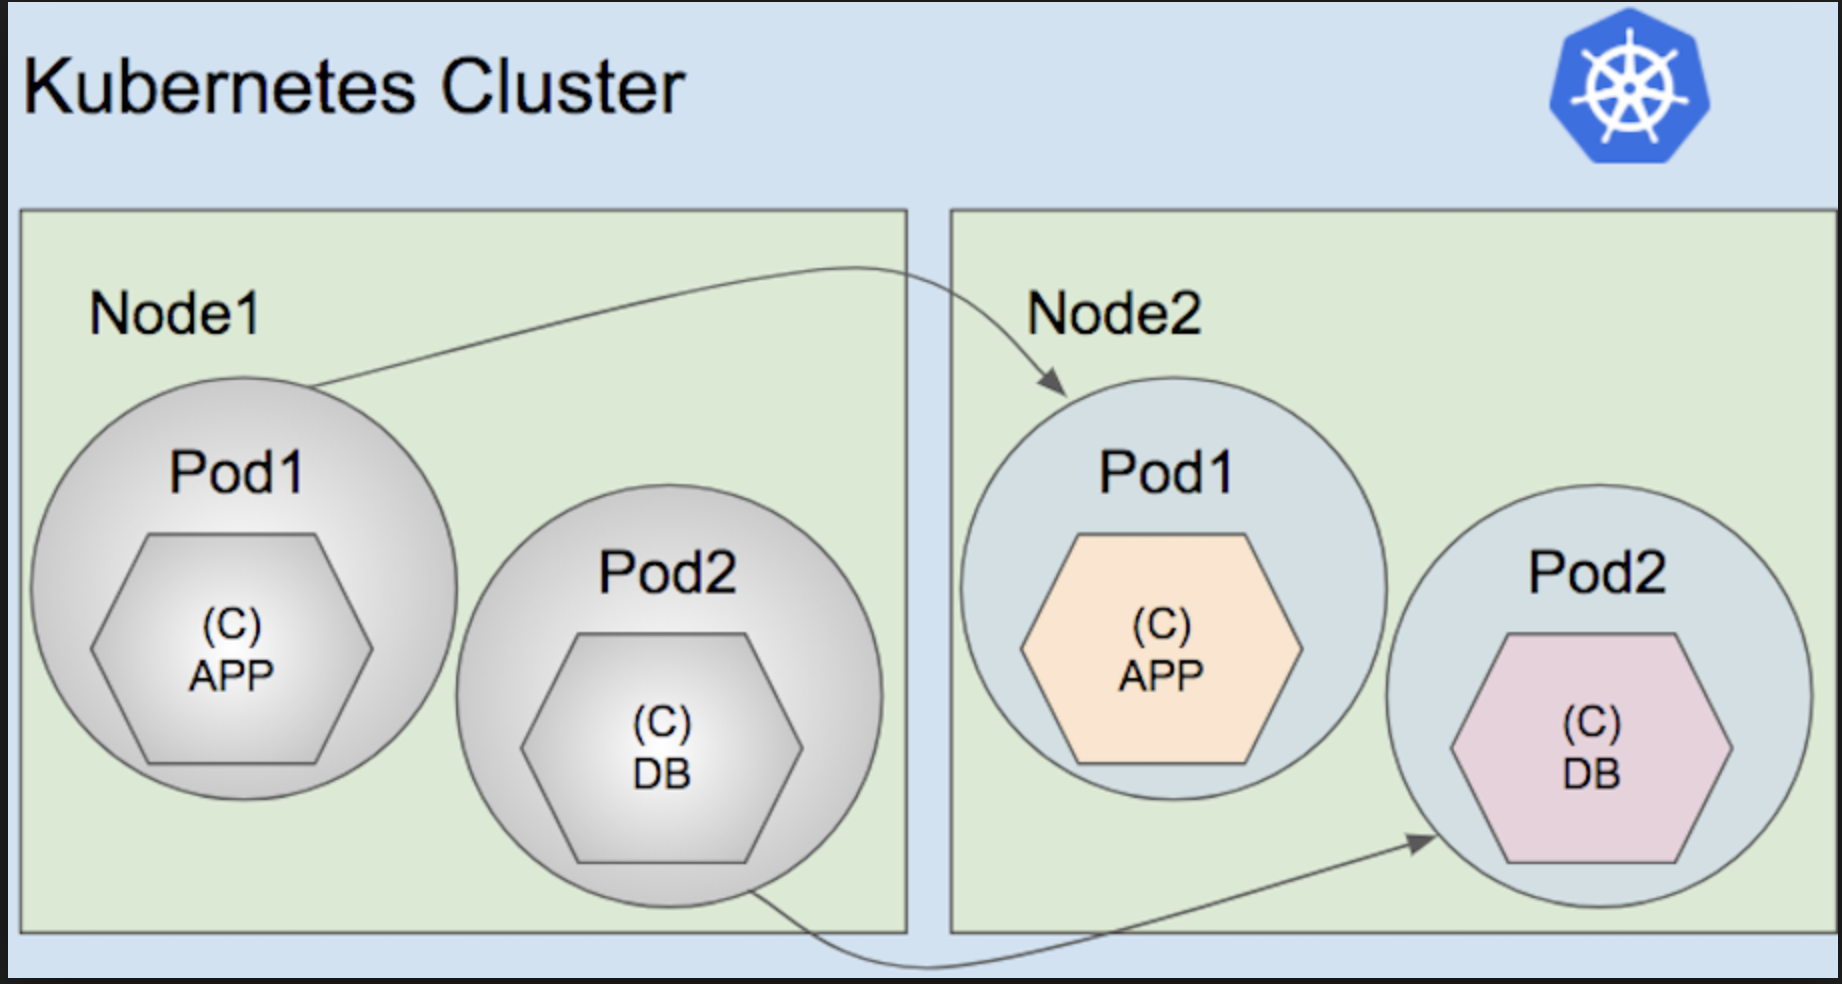 Kubernetes Cluster
Node1
Pod1
(C)
APP
Pod2
(C)
DB
Node2
Pod1
(C)
APP
Pod2
(C)
DB